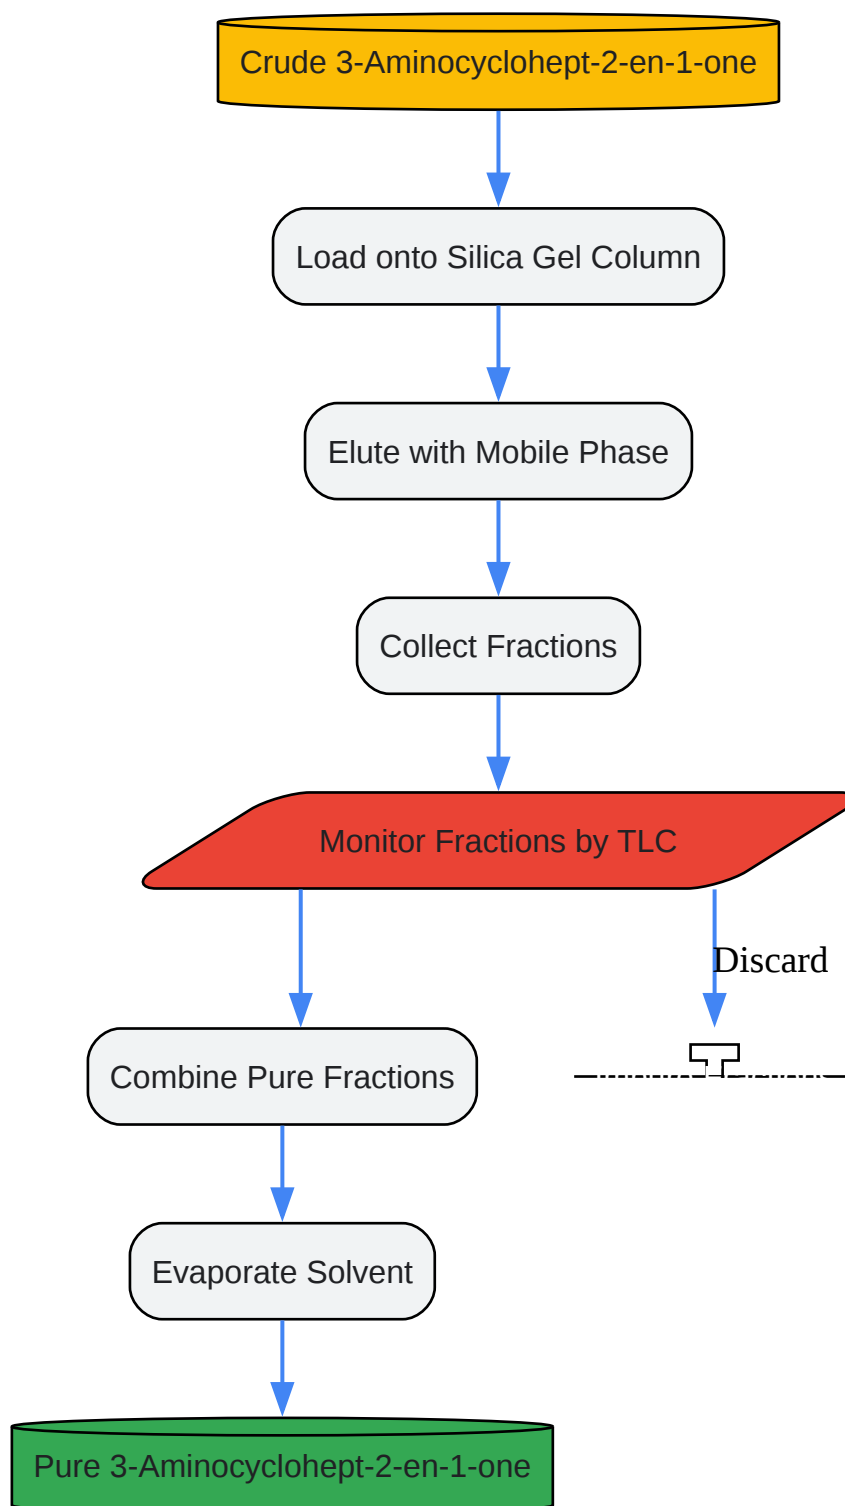 Crude 3-Aminocyclohept-2-en-1-one
Load onto Silica Gel Column
Elute with Mobile Phase
Collect Fractions
Monitor Fractions by TLC
Discard
Combine Pure Fractions
Evaporate Solvent
Pure 3-Aminocyclohept-2-en-1-one